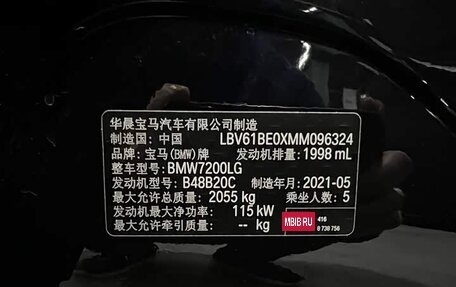 华晨宝马汽车有限公司制造
制造国: 中国 LBV61BE0XMM096324
品牌: 宝马(BMW)牌 发动机排量: 1998 mL
整车型号: BMW7200LG
发动机型号: B48B20C 制造年月: 2021-05
最大允许总质量: 2055 kg 乘坐人数: 5
发动机最大净功率: 115 kW
最大允许牵引质量: -- kg
MBIB RU
416
8 738 756